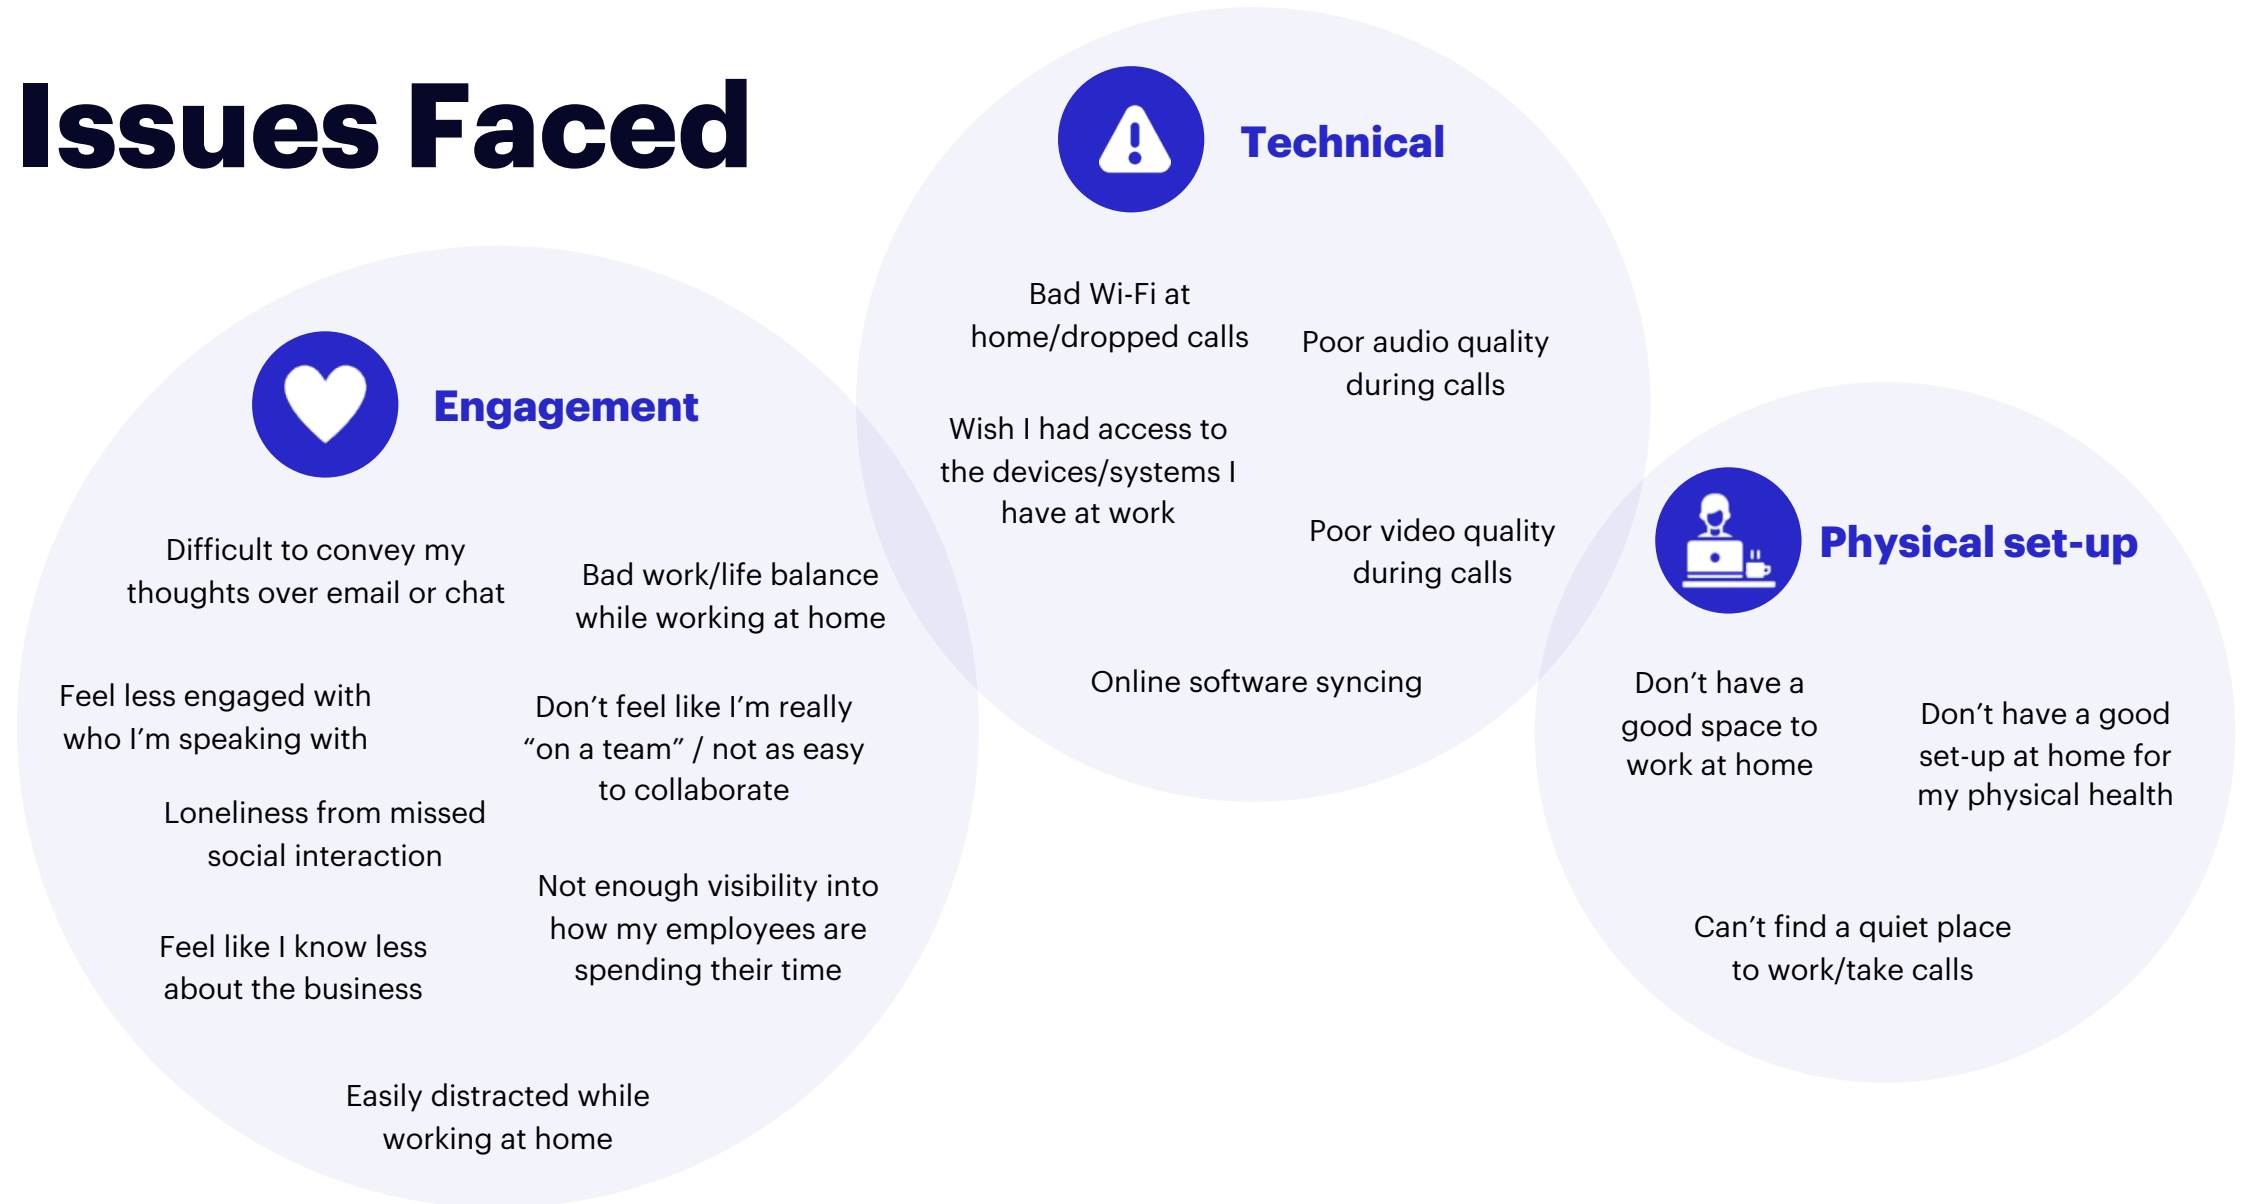 Issues Faced
Engagement
Difficult to convey my
thoughts over email or chat
Bad work/life balance
while working at home
Feel less engaged with
who I’m speaking with
Don’t feel like I’m really
“on a team” / not as easy
to collaborate
Loneliness from missed
social interaction
Not enough visibility into
how my employees are
spending their time
Feel like I know less
about the business
Easily distracted while
working at home
Technical
Bad Wi-Fi at
home/dropped calls
Poor audio quality
during calls
Wish I had access to
the devices/systems I
have at work
Poor video quality
during calls
Online software syncing
Physical set-up
Don’t have a
good space to
work at home
Don’t have a good
set-up at home for
my physical health
Can’t find a quiet place
to work/take calls